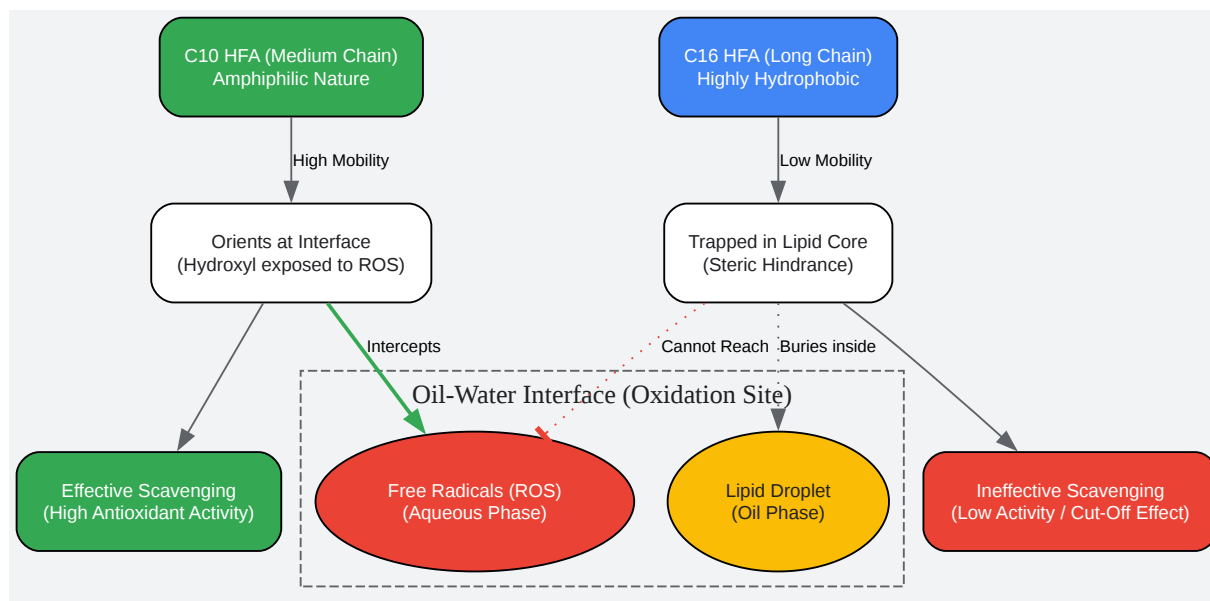 C10 HFA (Medium Chain)
Amphiphilic Nature
C16 HFA (Long Chain)
Highly Hydrophobic
High Mobility
Low Mobility
Orients at Interface
(Hydroxyl exposed to ROS)
Trapped in Lipid Core
(Steric Hindrance)
Intercepts
Cannot Reach
Buries inside
Oil-Water Interface (Oxidation Site)
Effective Scavenging
(High Antioxidant Activity)
Free Radicals (ROS)
(Aqueous Phase)
Lipid Droplet
(Oil Phase)
Ineffective Scavenging
(Low Activity / Cut-Off Effect)